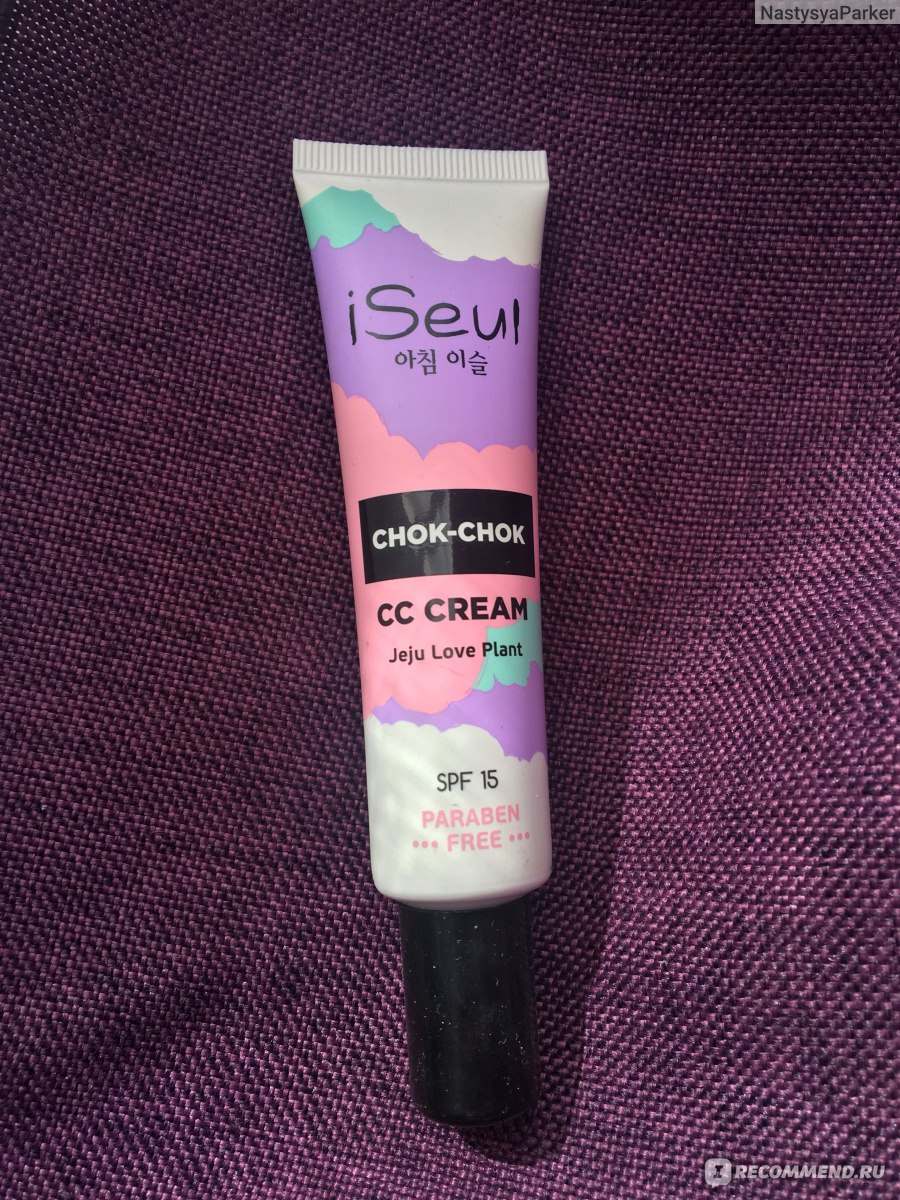 NastysyaParker
iSeul
아침 이슬
CHOK-CHOK
CC CREAM
Jeju Love Plant
SPF 15
PARABEN
••• FREE •••
RECOMMEND.RU